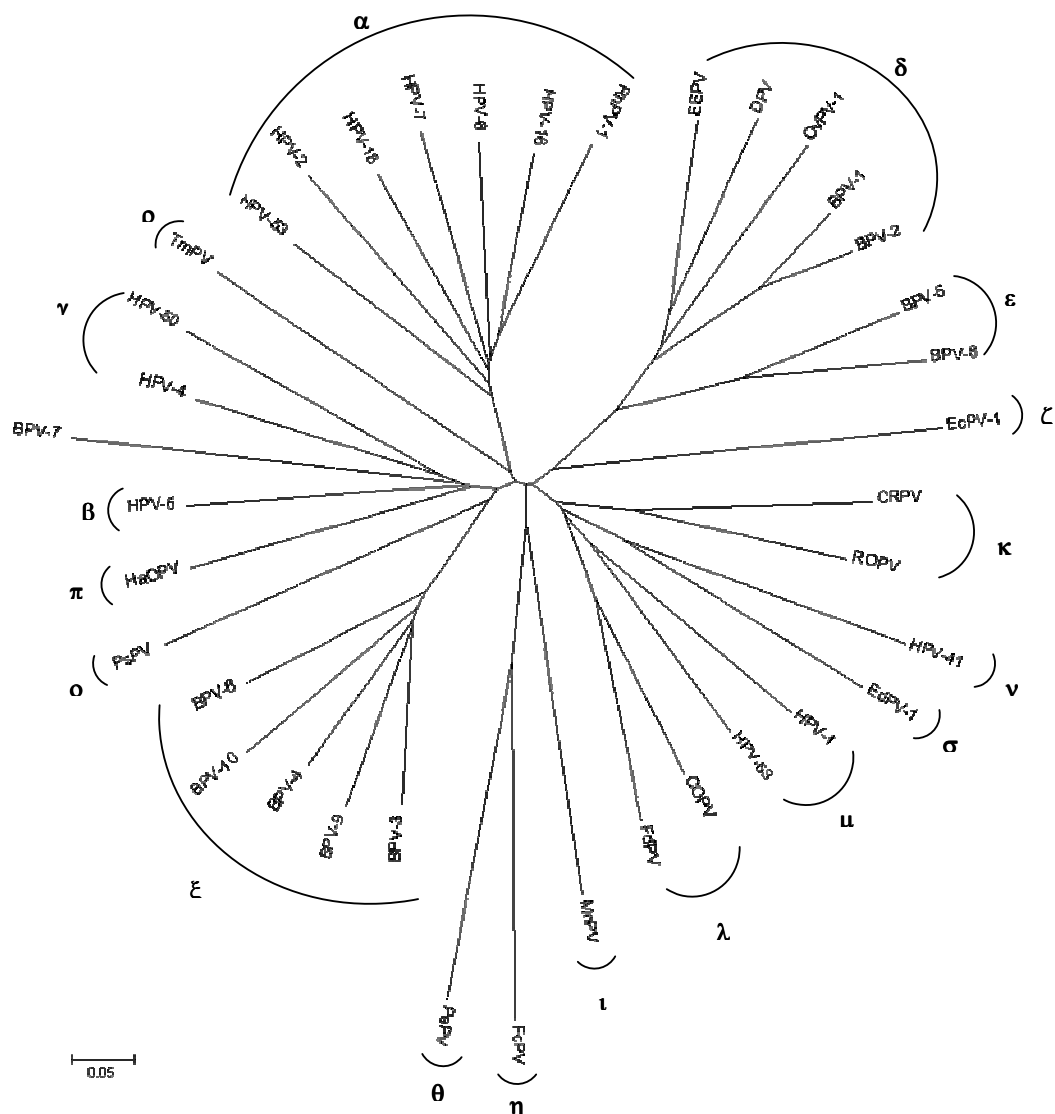 α
δ
HPV-53
HPV-2
HPV-18
HPV-7
HPV-6
HPV-16
RhPV-1
EEPV
DPV
OvPV-1
BPV-1
BPV-2
BPV-5
BPV-8
ε
EcPV-1
ζ
CRPV
ROPV
κ
HPV-41
ν
EdPV-1
σ
HPV-1
HPV-63
μ
COPV
FdPV
λ
MnPV
ι
FcPV
η
PePV
θ
BPV-3
BPV-9
BPV-4
BPV-10
BPV-6
ξ
PsPV
ο
HaOPV
π
HPV-5
β
BPV-7
HPV-4
HPV-60
γ
TmPV
ο
0.05